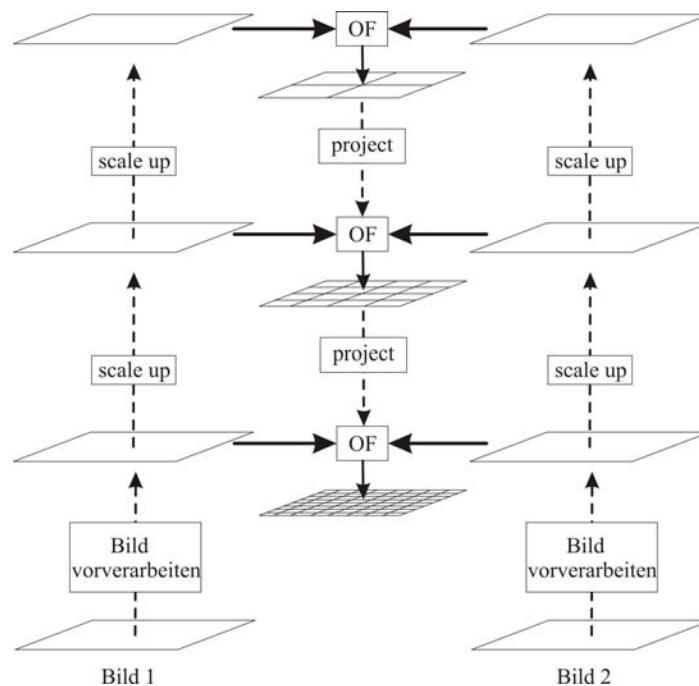 OF
project
scale up
scale up
OF
project
scale up
scale up
OF
Bild
vorverarbeiten
Bild
vorverarbeiten
Bild 1
Bild 2